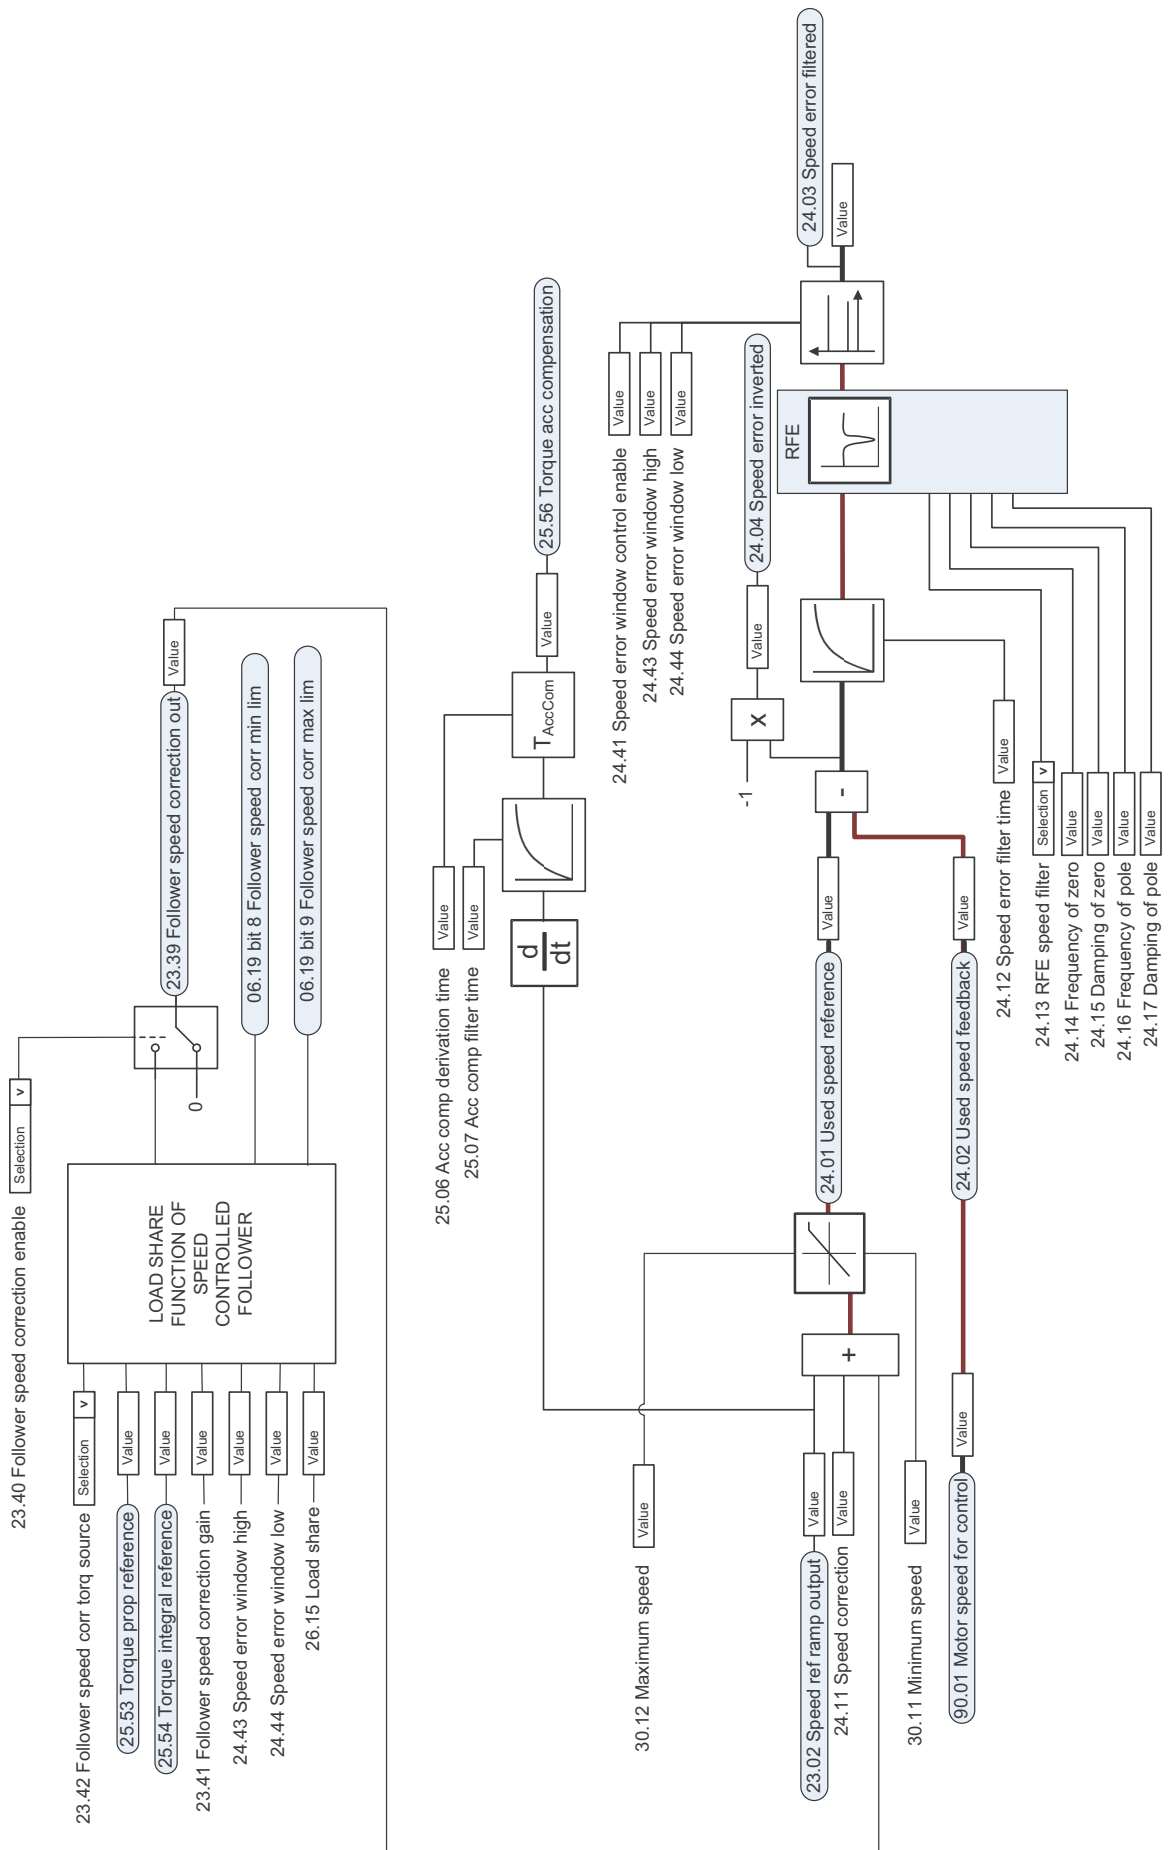 23.40 Follower speed correction enable
Selection v
23.42 Follower speed corr torq source
Selection v
25.53 Torque prop reference
Value
25.54 Torque integral reference
Value
23.41 Follower speed correction gain
Value
24.43 Speed error window high
Value
24.44 Speed error window low
Value
26.15 Load share
Value
LOAD SHARE
FUNCTION OF
SPEED
CONTROLLED
FOLLOWER
0
23.39 Follower speed correction out
Value
06.19 bit 8 Follower speed corr min lim
06.19 bit 9 Follower speed corr max lim
25.06 Acc comp derivation time
Value
25.07 Acc comp filter time
Value
d
dt
TAccCom
Value
25.56 Torque acc compensation
24.41 Speed error window control enable
Value
24.43 Speed error window high
Value
24.44 Speed error window low
Value
30.12 Maximum speed
Value
-1
X
Value
24.04 Speed error inverted
23.02 Speed ref ramp output
Value
24.11 Speed correction
Value
+
24.01 Used speed reference
Value
-
RFE
24.03 Speed error filtered
Value
30.11 Minimum speed
Value
90.01 Motor speed for control
Value
24.02 Used speed feedback
Value
24.12 Speed error filter time
Value
24.13 RFE speed filter
Selection v
24.14 Frequency of zero
Value
24.15 Damping of zero
Value
24.16 Frequency of pole
Value
24.17 Damping of pole
Value